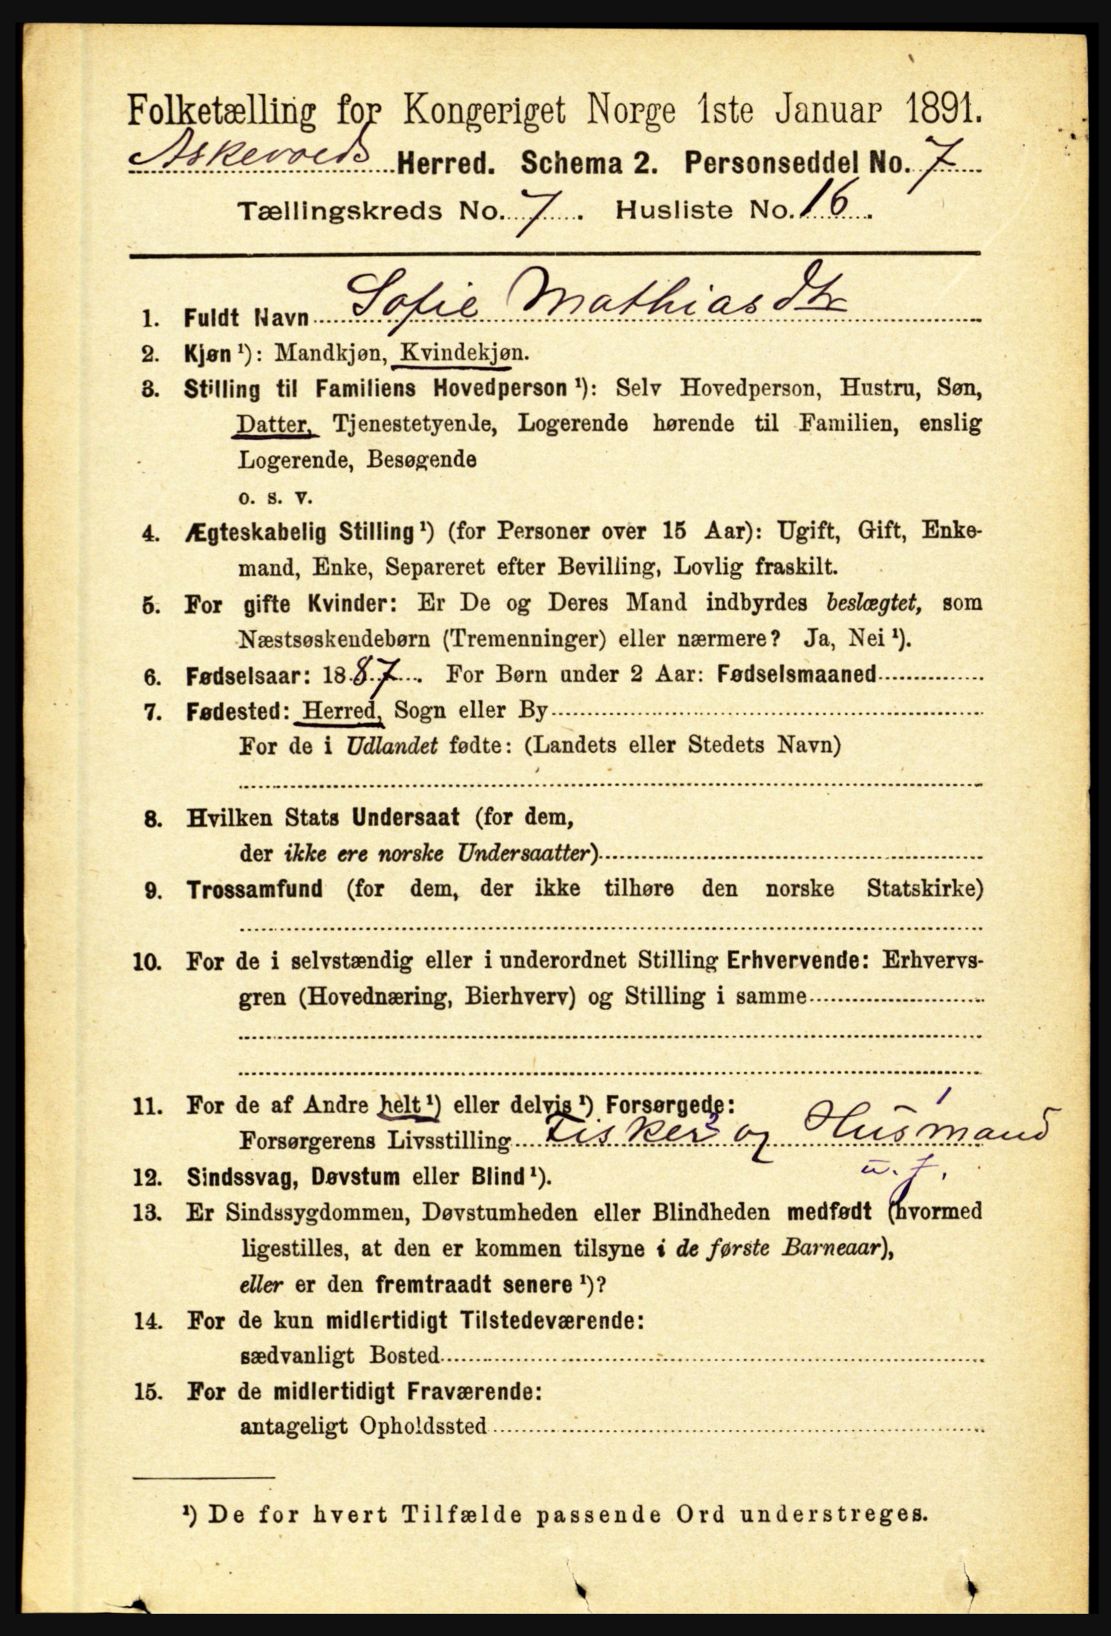 Folketælling for Kongeriget Norge 1ste Januar 1891.
Askevolds Herred. Schema 2. Personseddel No. 7
Tællingskreds No. 7. Husliste No. 16.
1. Fuldt Navn Sofie Mathiasdtr
2. Kjøn ¹): Mandkjøn, Kvindekjøn.
3. Stilling til Familiens Hovedperson ¹): Selv Hovedperson, Hustru, Søn,
Datter, Tjenestetyende, Logerende hørende til Familien, enslig
Logerende, Besøgende
o. s. v.
4. Ægteskabelig Stilling ¹) (for Personer over 15 Aar): Ugift, Gift, Enke-
mand, Enke, Separeret efter Bevilling, Lovlig fraskilt.
5. For gifte Kvinder: Er De og Deres Mand indbyrdes beslægtet, som
Næstsøskendebørn (Tremenninger) eller nærmere? Ja, Nei ¹).
6. Fødselsaar: 1887. For Børn under 2 Aar: Fødselsmaaned
7. Fødested: Herred, Sogn eller By
For de i Udlandet fødte: (Landets eller Stedets Navn)
8. Hvilken Stats Undersaat (for dem,
der ikke ere norske Undersaatter)
9. Trossamfund (for dem, der ikke tilhøre den norske Statskirke)
10. For de i selvstændig eller i underordnet Stilling Erhvervende: Erhvervs-
gren (Hovednæring, Bierhverv) og Stilling i samme
11. For de af Andre helt ¹) eller delvis ¹) Forsørgede:
1
Forsørgerens Livsstilling Fisker 2 og Husmand
u. j.
12. Sindssvag, Døvstum eller Blind ¹).
13. Er Sindssygdommen, Døvstumheden eller Blindheden medfødt (hvormed
ligestilles, at den er kommen tilsyne i de første Barneaar),
eller er den fremtraadt senere ¹)?
14. For de kun midlertidigt Tilstedeværende:
sædvanligt Bosted
15. For de midlertidigt Fraværende:
antageligt Opholdssted
¹) De for hvert Tilfælde passende Ord understreges.